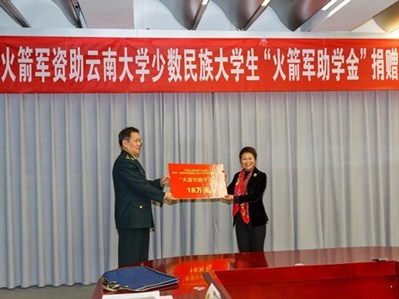 火箭军资助云南大学少数民族大学生“火箭军助学金”捐赠
“火箭军助学金”
18万元